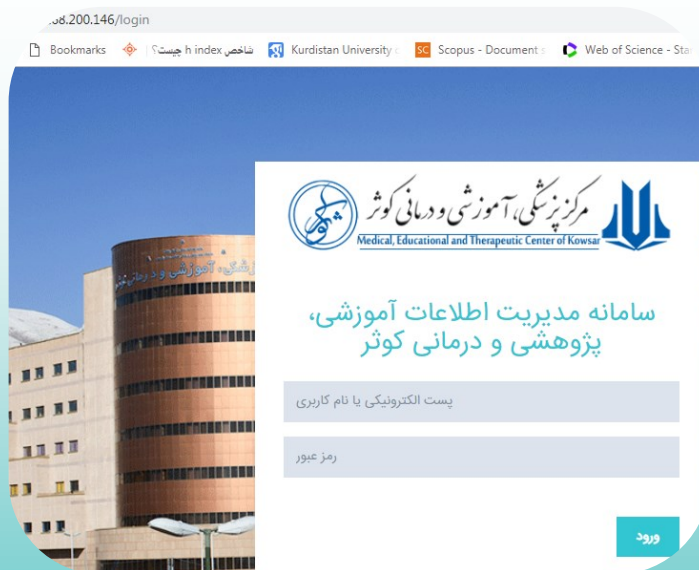 .68.200.146/login
Bookmarks
شاخص h index چیست؟
Kurdistan University
Scopus - Document s
Web of Science - Sta
مرکز پزشکی، آموزشی و درمانی کوثر
Medical, Educational and Therapeutic Center of Kowsar
سامانه مدیریت اطلاعات آموزشی،
پژوهشی و درمانی کوثر
پست الکترونیکی یا نام کاربری
رمز عبور
ورود